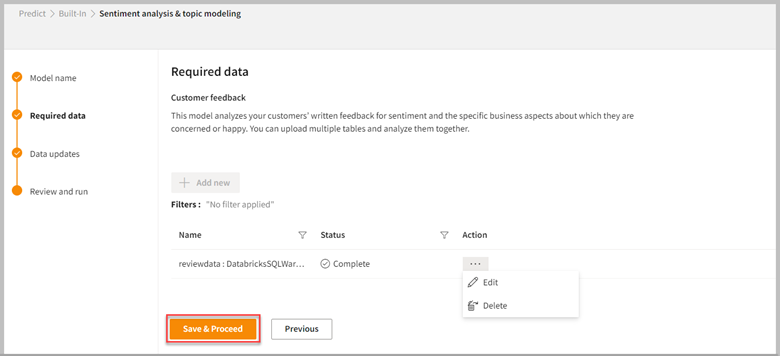 Predict > Built-In > Sentiment analysis & topic modeling
Model name
Required data
Data updates
Review and run
Required data
Customer feedback
This model analyzes your customers' written feedback for sentiment and the specific business aspects about which they are
concerned or happy. You can upload multiple tables and analyze them together.
+ Add new
Filters : "No filter applied"
Name Status Action
reviewdata : DatabricksSQLWar... Complete ...
Edit
Delete
Save & Proceed Previous